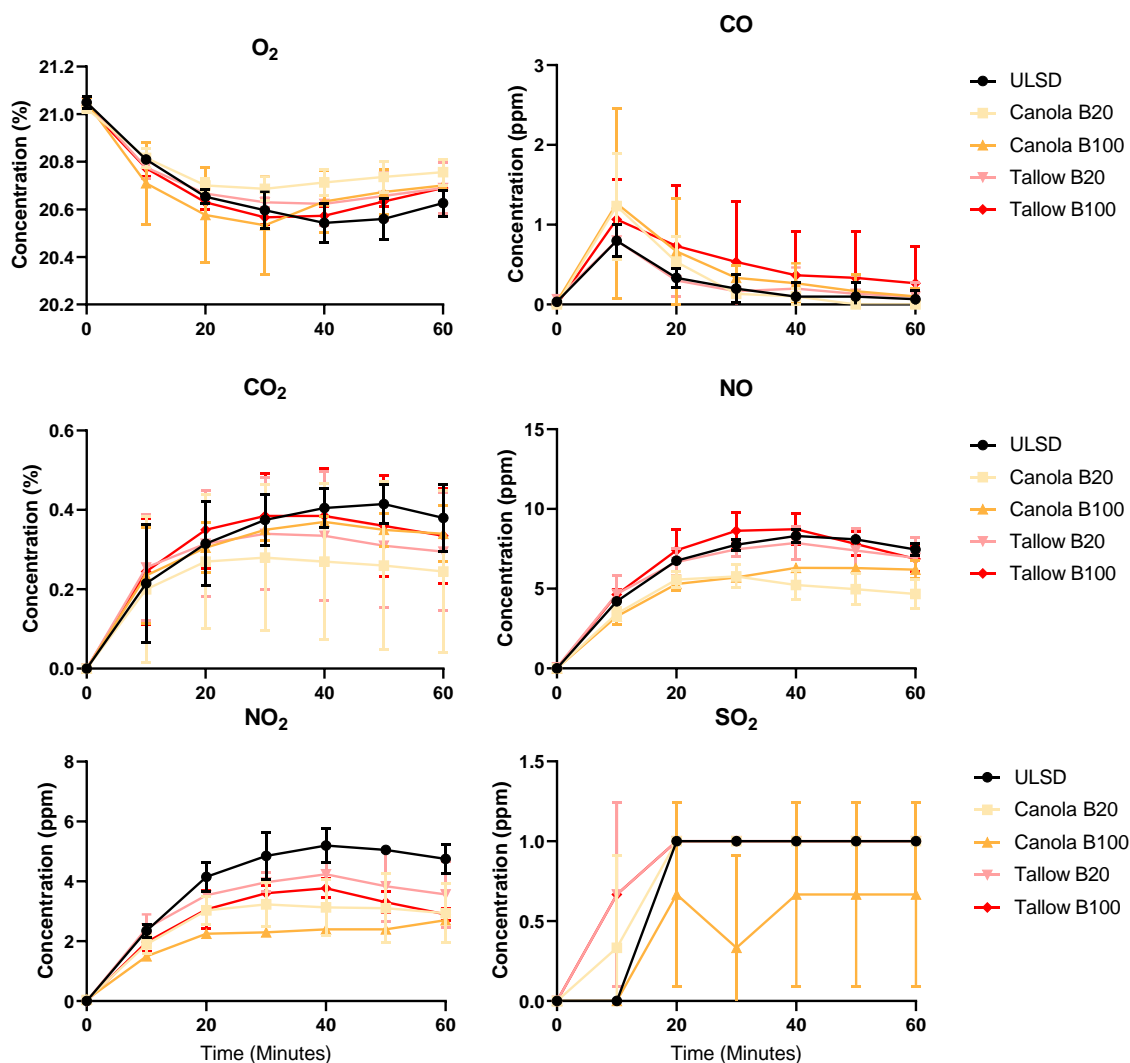 O₂
CO
Concentration (%)
21.2
21.0
20.8
20.6
20.4
20.2
0
20
40
60
Concentration (ppm)
3
2
1
0
0
20
40
60
ULSD
Canola B20
Canola B100
Tallow B20
Tallow B100
CO₂
NO
Concentration (%)
0.6
0.4
0.2
0.0
0
20
40
60
Concentration (ppm)
15
10
5
0
0
20
40
60
ULSD
Canola B20
Canola B100
Tallow B20
Tallow B100
NO₂
SO₂
Concentration (ppm)
8
6
4
2
0
0
20
40
60
Time (Minutes)
Concentration (ppm)
1.5
1.0
0.5
0.0
0
20
40
60
Time (Minutes)
ULSD
Canola B20
Canola B100
Tallow B20
Tallow B100